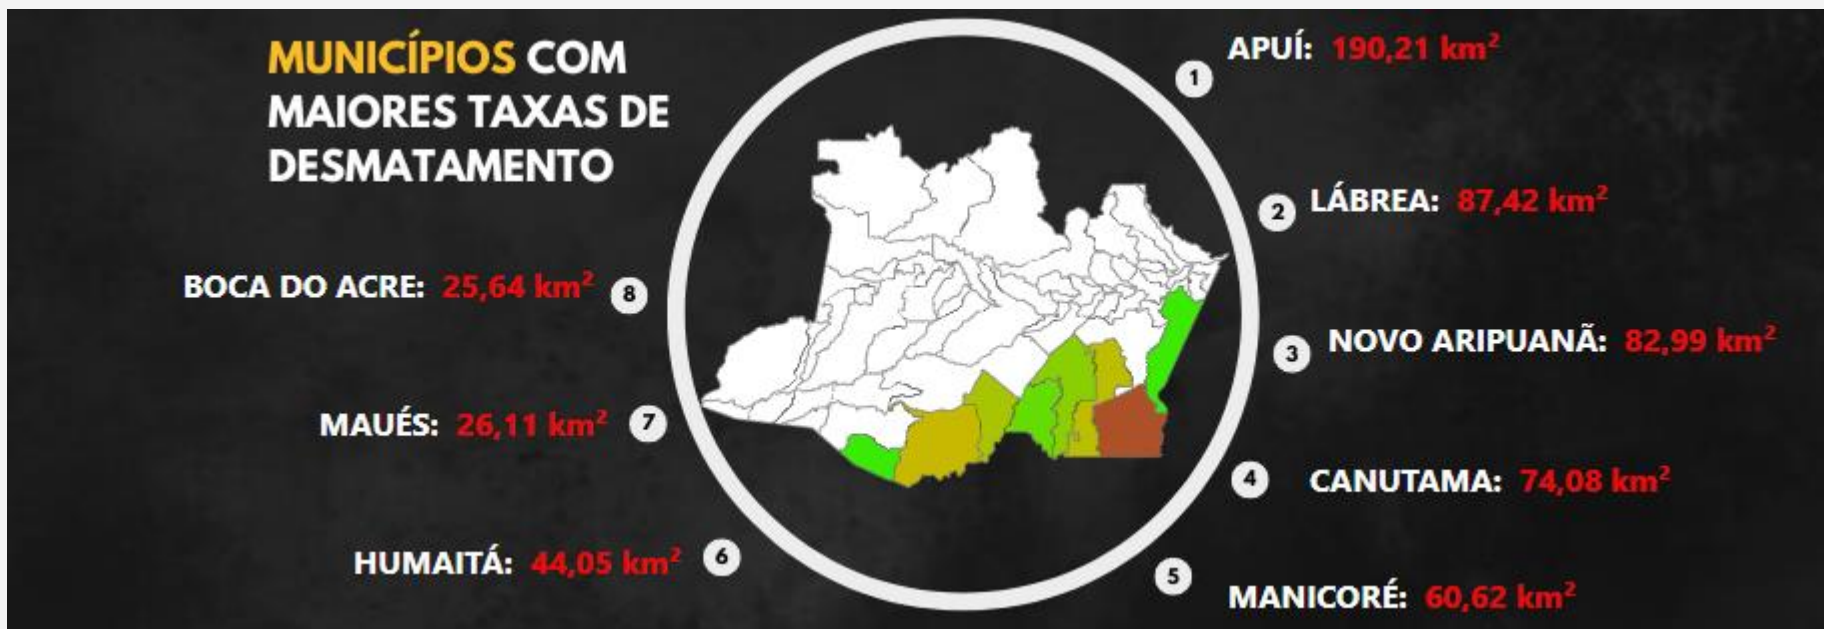 MUNICÍPIOS COM
MAIORES TAXAS DE
DESMATAMENTO
1 APUÍ: 190,21 km²
2 LÁBREA: 87,42 km²
3 NOVO ARIPUANÃ: 82,99 km²
4 CANUTAMA: 74,08 km²
5 MANICORÉ: 60,62 km²
HUMAITÁ: 44,05 km² 6
MAUÉS: 26,11 km² 7
BOCA DO ACRE: 25,64 km² 8